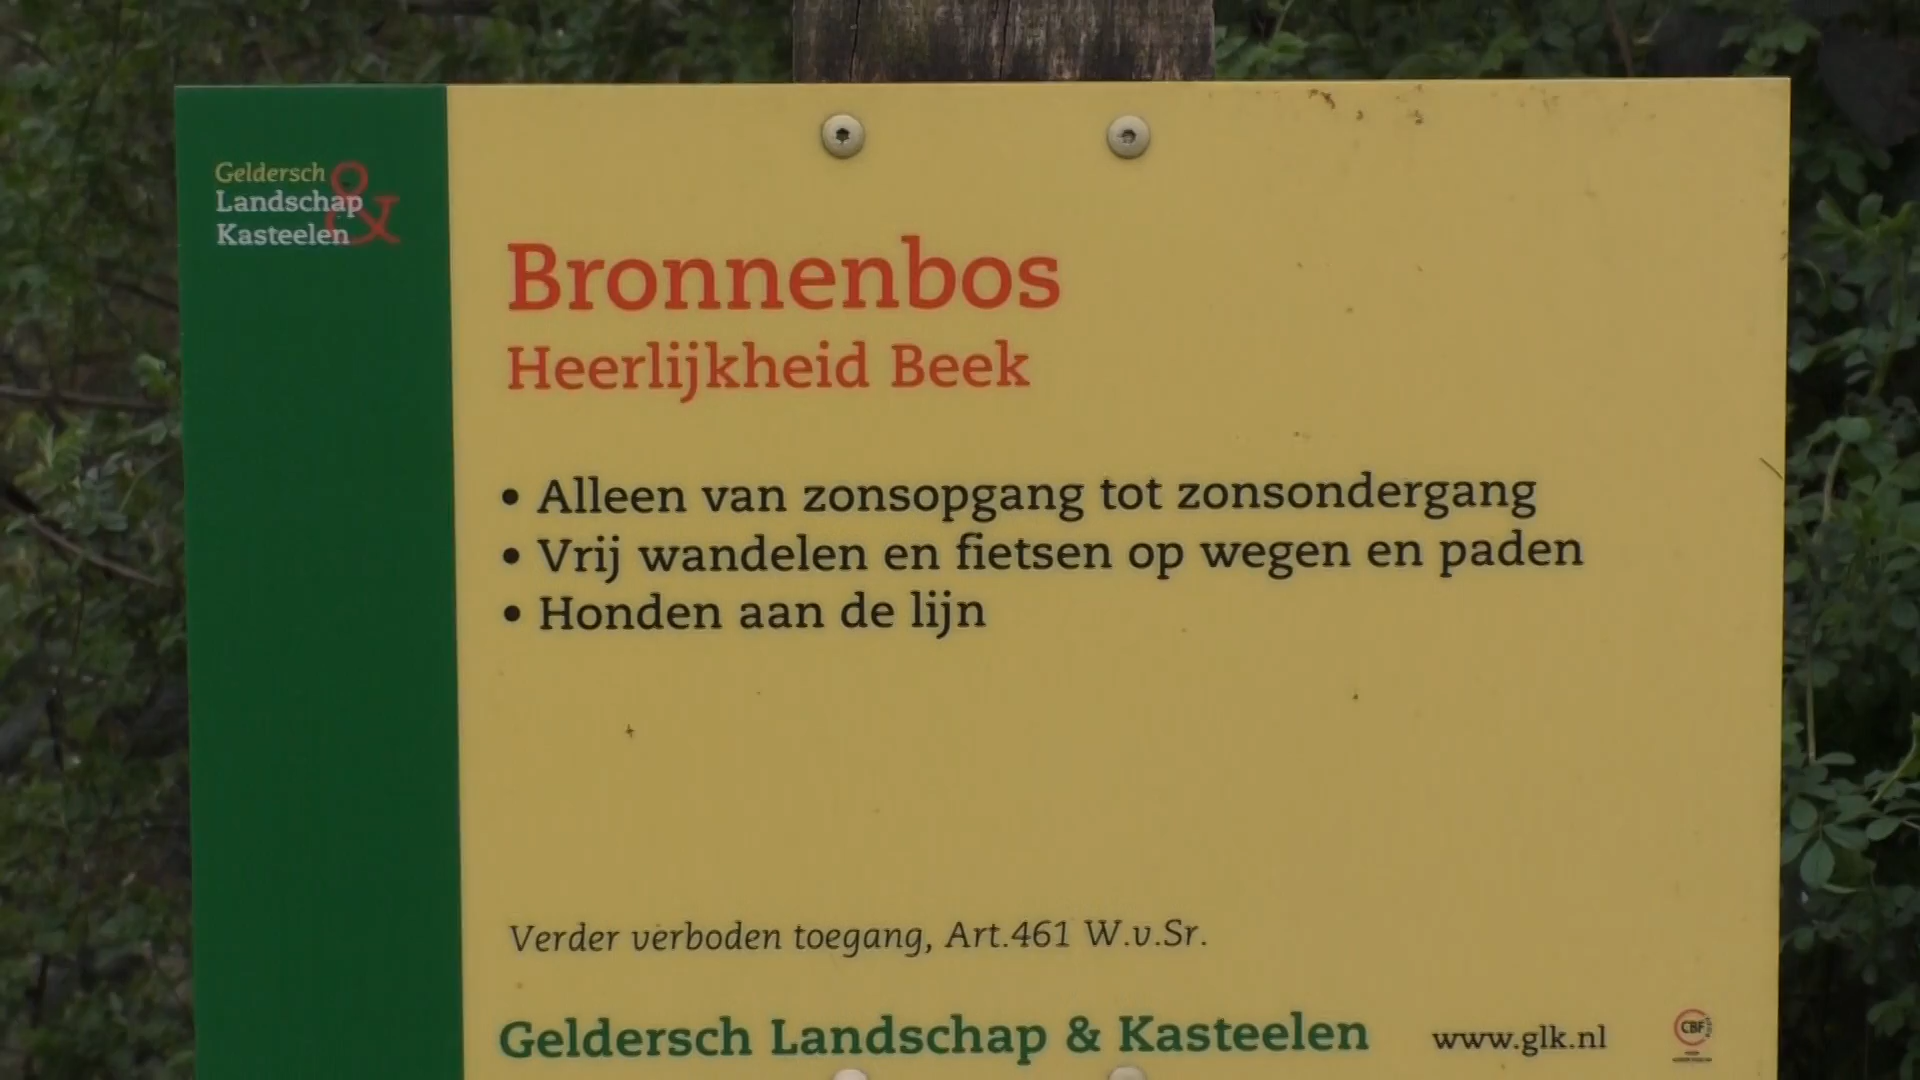 Geldersch
Landschap
&
Kasteelen
Bronnenbos
Heerlijkheid Beek
• Alleen van zonsopgang tot zonsondergang
• Vrij wandelen en fietsen op wegen en paden
• Honden aan de lijn
Verder verboden toegang, Art.461 W.v.Sr.
Geldersch Landschap & Kasteelen
www.glk.nl
CBF